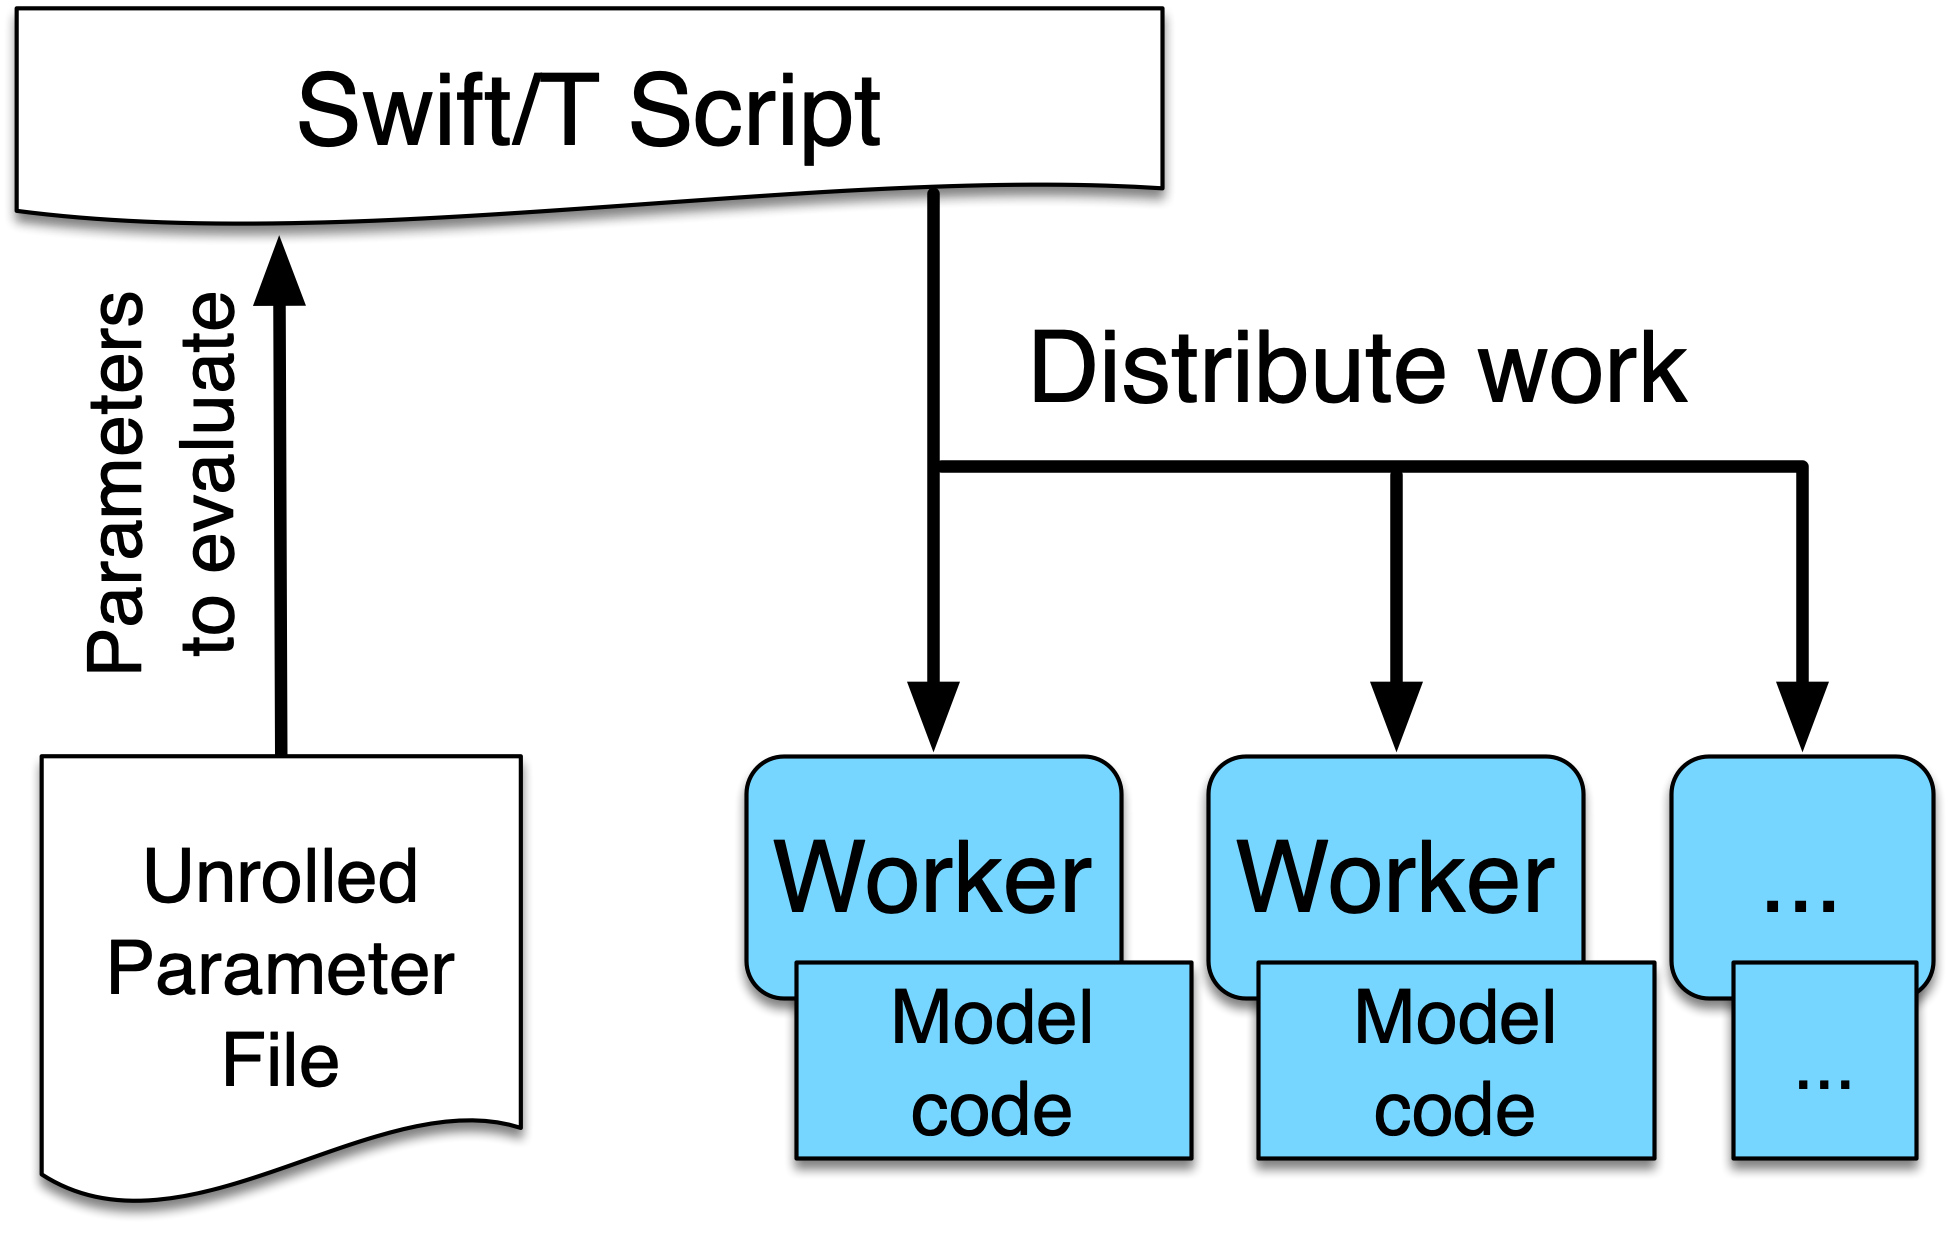 Swift/T Script
Parameters
to evaluate
Distribute work
Unrolled
Parameter
File
Worker
Model
code
Worker
Model
code
...
...